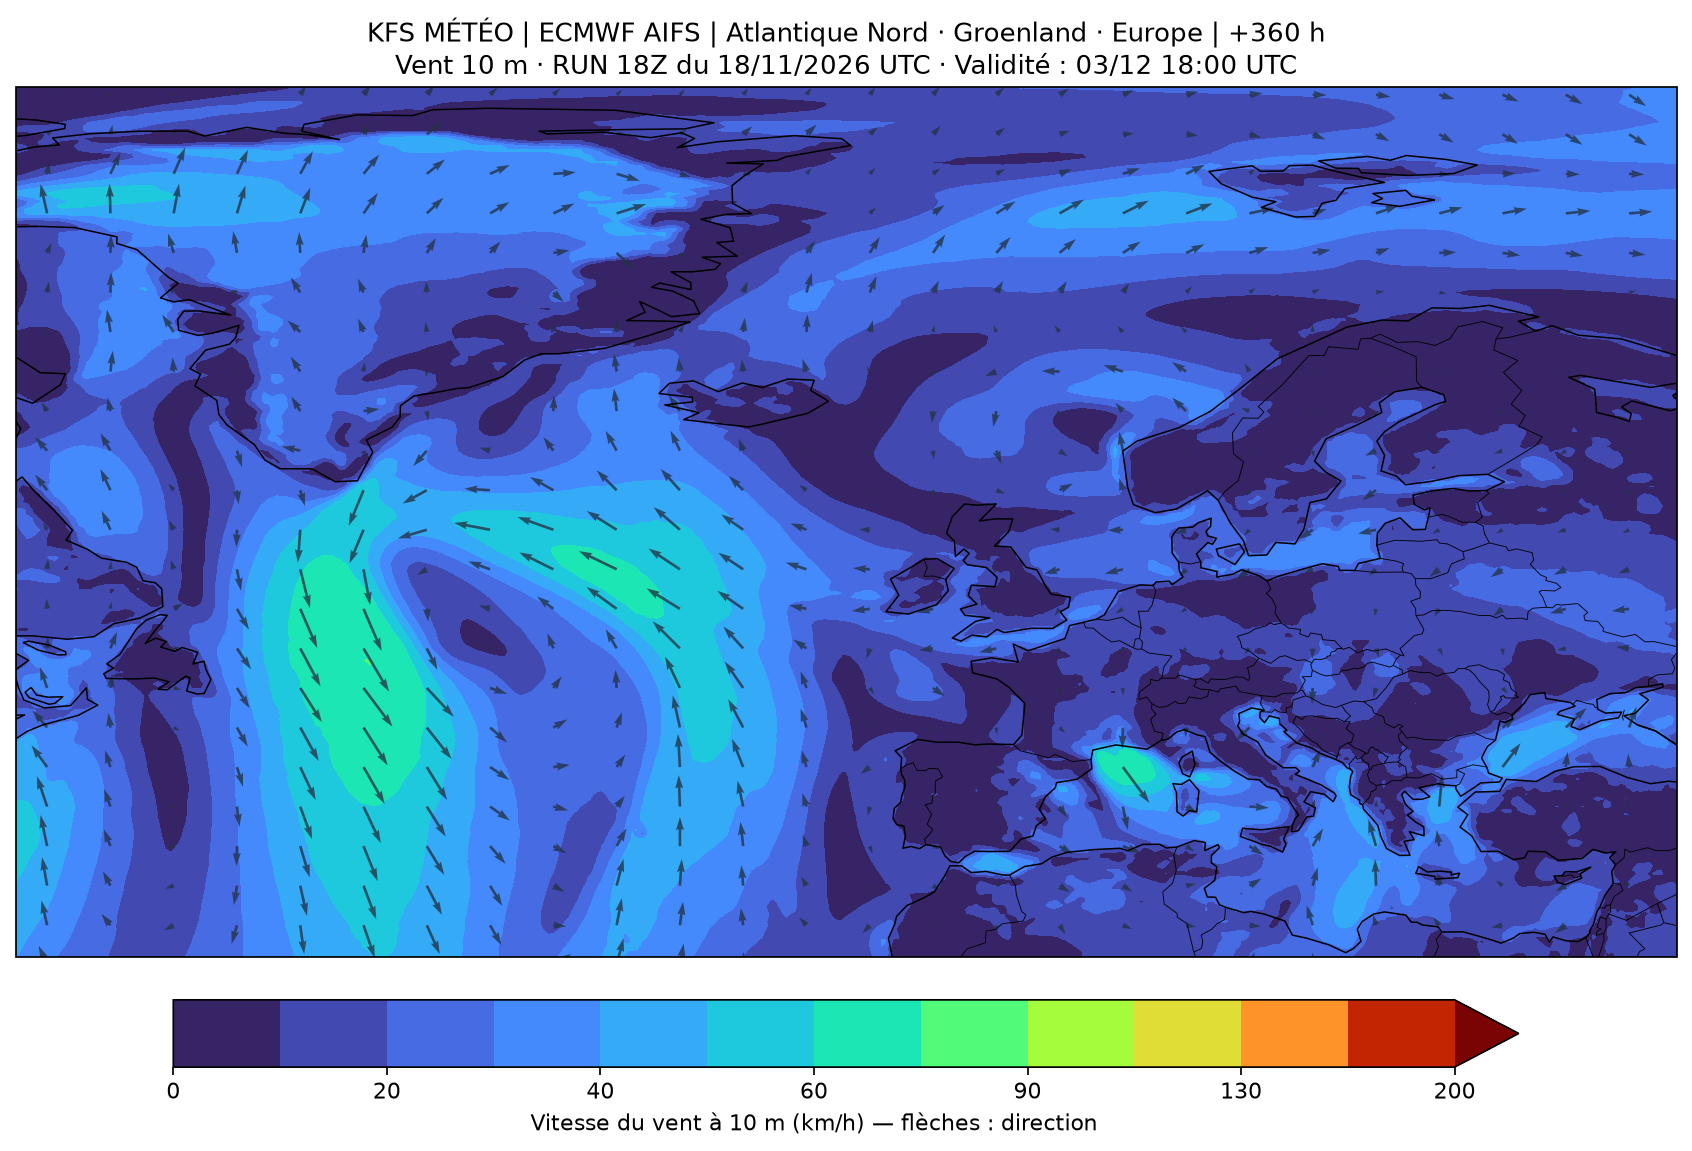 KFS MÉTÉO | ECMWF AIFS | Atlantique Nord · Groenland · Europe | +360 h
Vent 10 m · RUN 18Z du 18/11/2026 UTC · Validité : 03/12 18:00 UTC
0 20 40 60 90 130 200
Vitesse du vent à 10 m (km/h) — flèches : direction